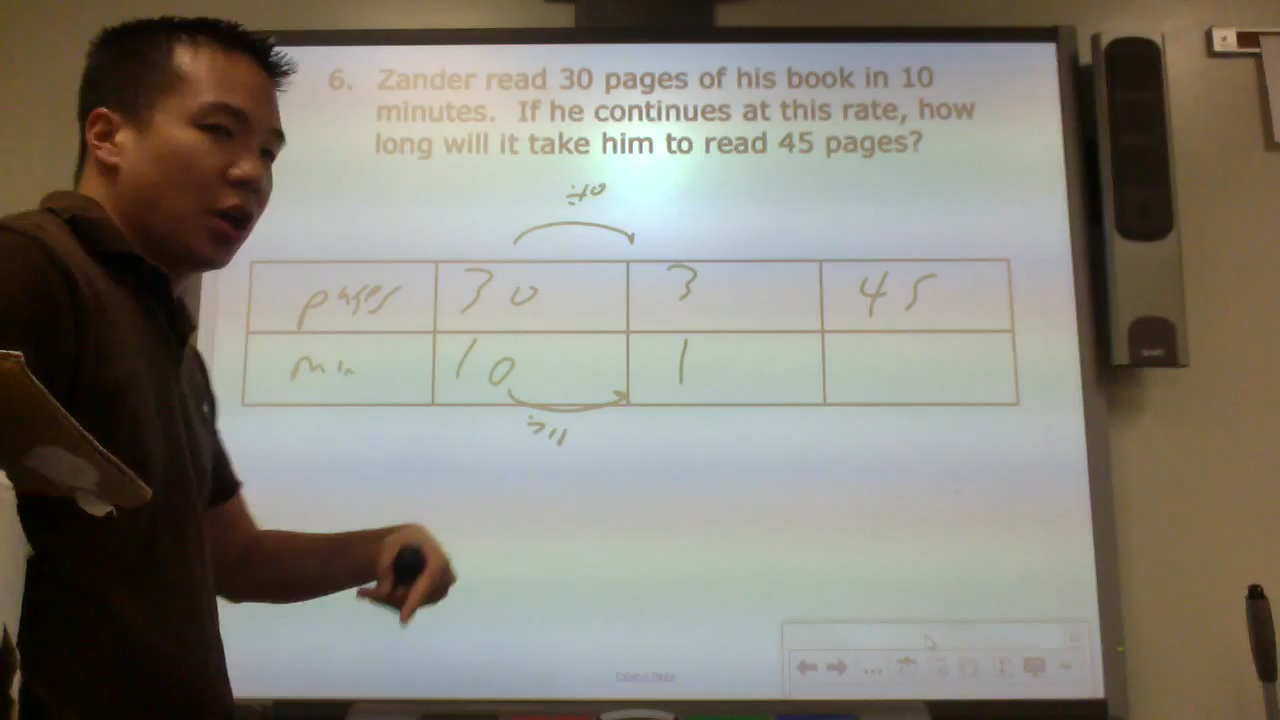 6. Zander read 30 pages of his book in 10
minutes. If he continues at this rate, how
long will it take him to read 45 pages?
÷10
pages 30 3 45
min 10 1